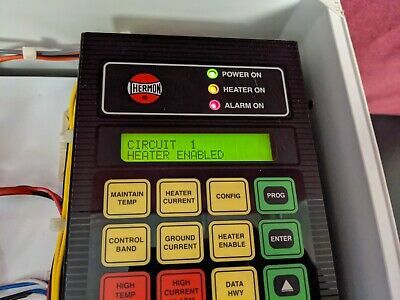 POWER ON
THERMON
®
HEATER ON
ALARM ON
CIRCUIT 1
HEATER ENABLED
MAINTAIN
TEMP
HEATER
CURRENT
CONFIG
PROG
CONTROL
BAND
GROUND
CURRENT
HEATER
ENABLE
ENTER
HIGH
TEMP
HIGH
CURRENT
DATA
HWY